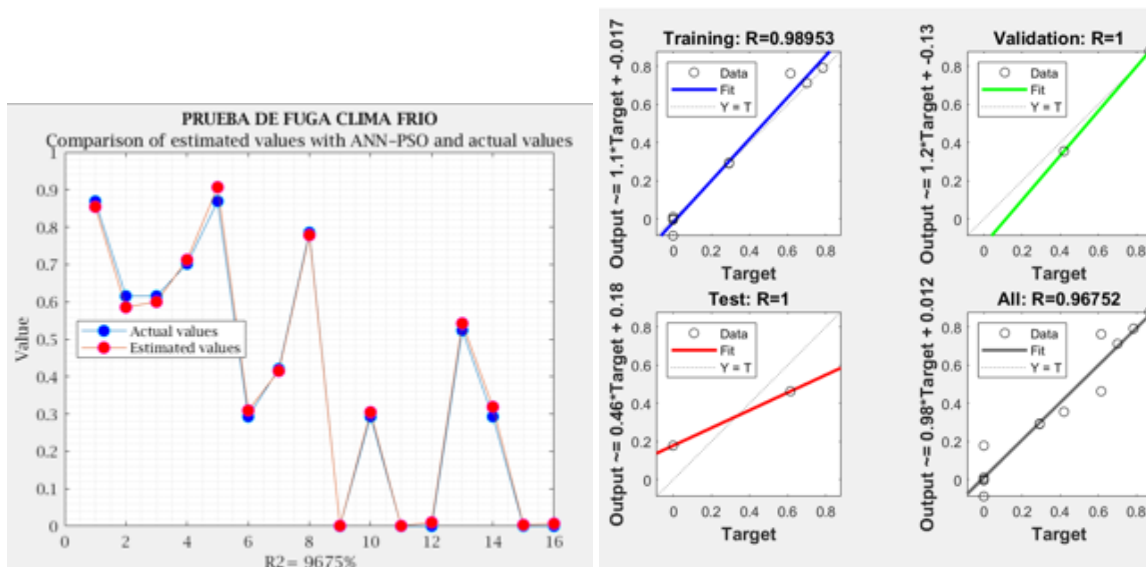 PRUEBA DE FUGA CLIMA FRIO
Comparison of estimated values with ANN-PSO and actual values
1
0.9
0.8
0.7
0.6
0.5
0.4
0.3
0.2
0.1
0
Value
Actual values
Estimated values
0 2 4 6 8 10 12 14 16
R2= 9675%
Training: R=0.98953
Output ~= 1.1*Target + -0.017
0.8
0.6
0.4
0.2
0
Data
Fit
Y = T
0 0.2 0.4 0.6 0.8
Target
Validation: R=1
Output ~= 1.2*Target + -0.13
0.8
0.6
0.4
0.2
0
Data
Fit
Y = T
0 0.2 0.4 0.6 0.8
Target
Test: R=1
Output ~= 0.46*Target + 0.18
0.8
0.6
0.4
0.2
0
Data
Fit
Y = T
0 0.2 0.4 0.6 0.8
Target
All: R=0.96752
Output ~= 0.98*Target + 0.012
0.8
0.6
0.4
0.2
0
Data
Fit
Y = T
0 0.2 0.4 0.6 0.8
Target